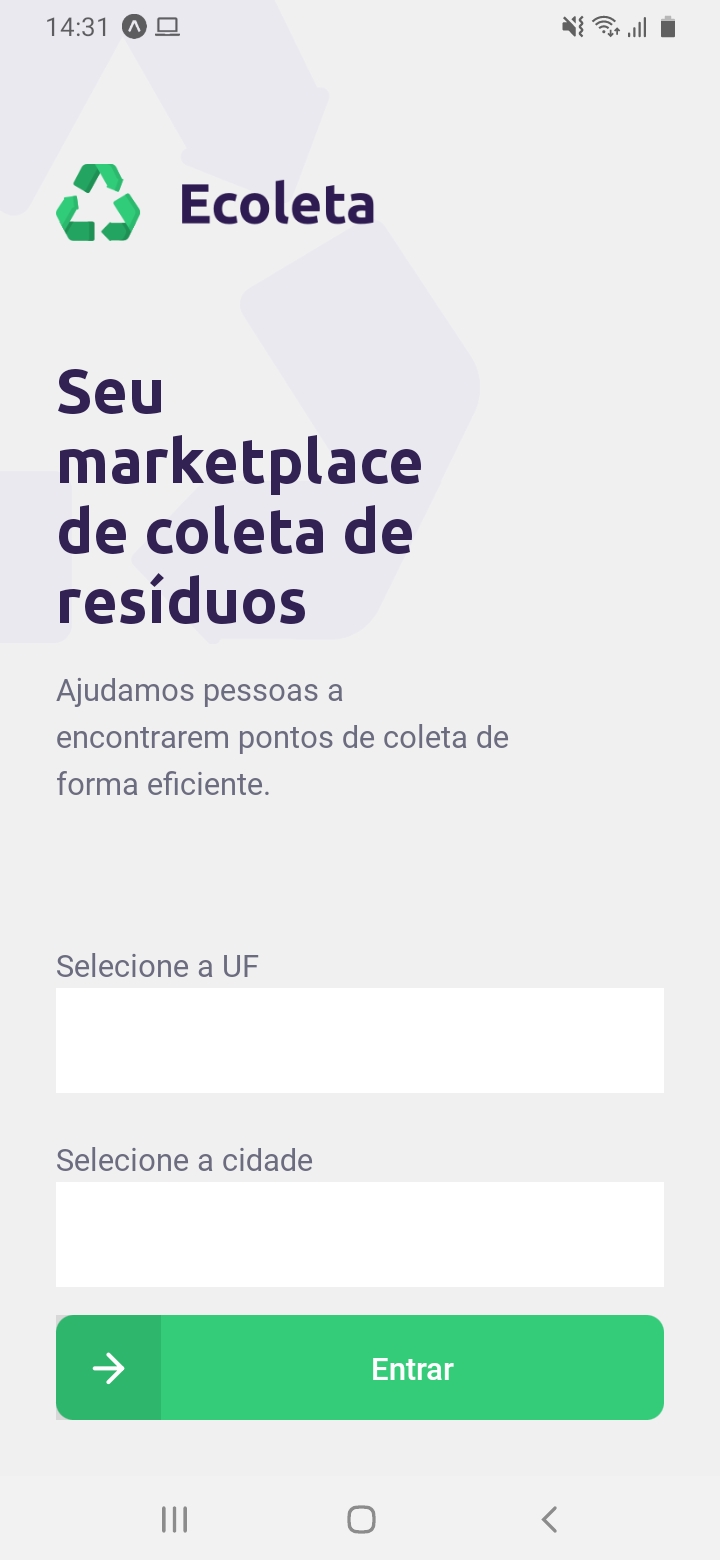 14:31
Ecoleta
Seu
marketplace
de coleta de
resíduos
Ajudamos pessoas a
encontrarem pontos de coleta de
forma eficiente.
Selecione a UF
Selecione a cidade
Entrar